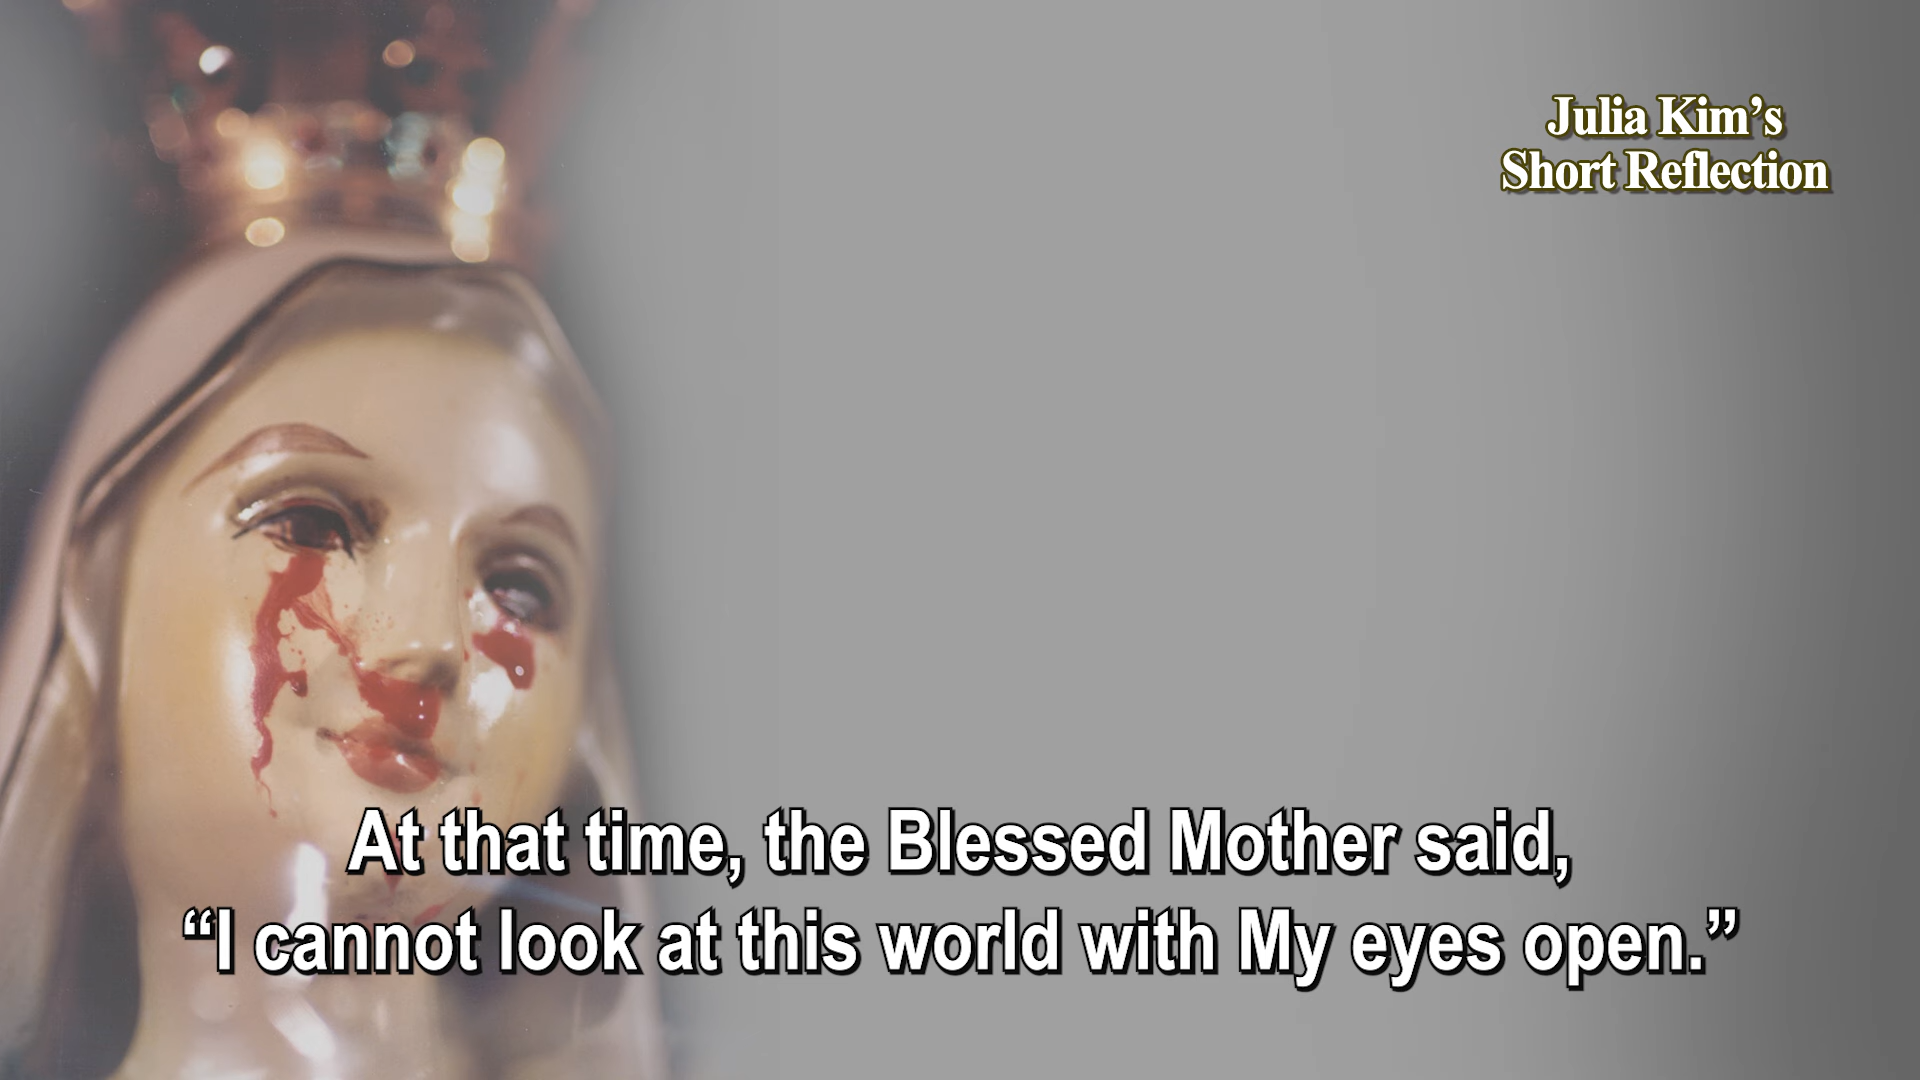 Julia Kim’s
Short Reflection
At that time, the Blessed Mother said,
“I cannot look at this world with My eyes open.”